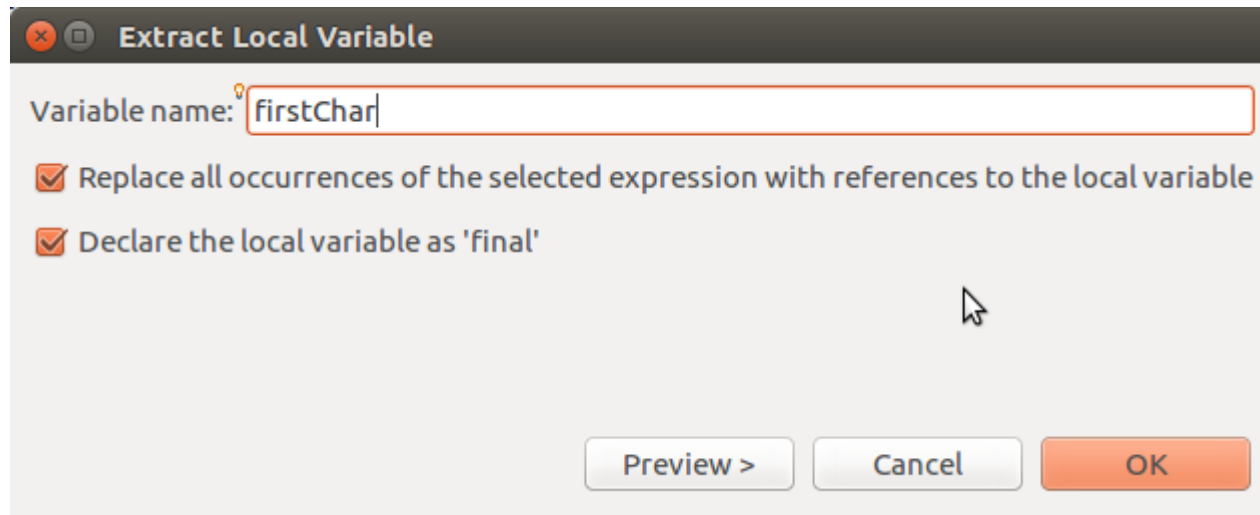 Extract Local Variable
Variable name: firstChar
Replace all occurrences of the selected expression with references to the local variable
Declare the local variable as 'final'
Preview > Cancel OK